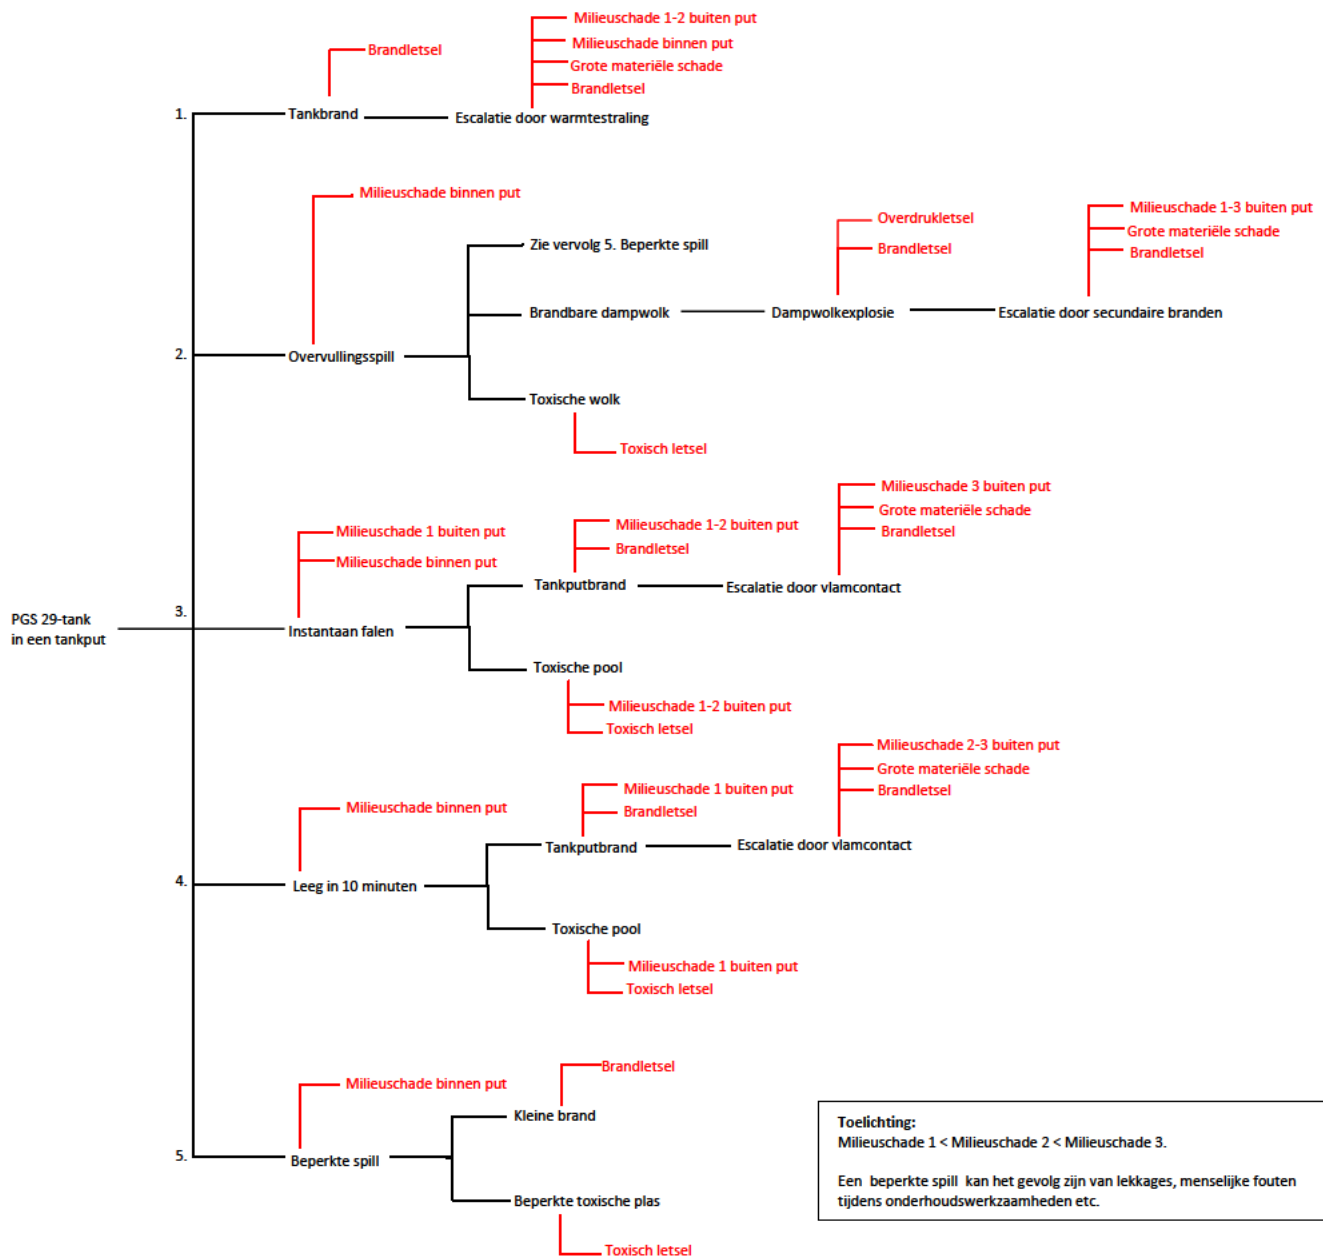 Milieuschade 1-2 buiten put
Milieuschade binnen put
Grote materiële schade
Brandletsel
Brandletsel
1.
Tankbrand
Escalatie door warmtestraling
Milieuschade binnen put
Milieuschade 1-3 buiten put
Grote materiële schade
Brandletsel
Overdrukletsel
Brandletsel
Zie vervolg 5. Beperkte spill
Brandbare dampwolk
Dampwolkexplosie
Escalatie door secundaire branden
2.
Overvullingsspill
Toxische wolk
Toxisch letsel
Milieuschade 3 buiten put
Grote materiële schade
Brandletsel
Milieuschade 1-2 buiten put
Brandletsel
Milieuschade 1 buiten put
Milieuschade binnen put
Tankputbrand
Escalatie door vlamcontact
3.
PGS 29-tank
in een tankput
Instantaan falen
Toxische pool
Milieuschade 1-2 buiten put
Toxisch letsel
Milieuschade 2-3 buiten put
Grote materiële schade
Brandletsel
Milieuschade 1 buiten put
Brandletsel
Milieuschade binnen put
Tankputbrand
Escalatie door vlamcontact
4.
Leeg in 10 minuten
Toxische pool
Milieuschade 1 buiten put
Toxisch letsel
Brandletsel
Milieuschade binnen put
Kleine brand
5.
Beperkte spill
Beperkte toxische plas
Toxisch letsel
Toelichting:
Milieuschade 1 < Milieuschade 2 < Milieuschade 3.
Een beperkte spill kan het gevolg zijn van lekkages, menselijke fouten
tijdens onderhoudswerkzaamheden etc.